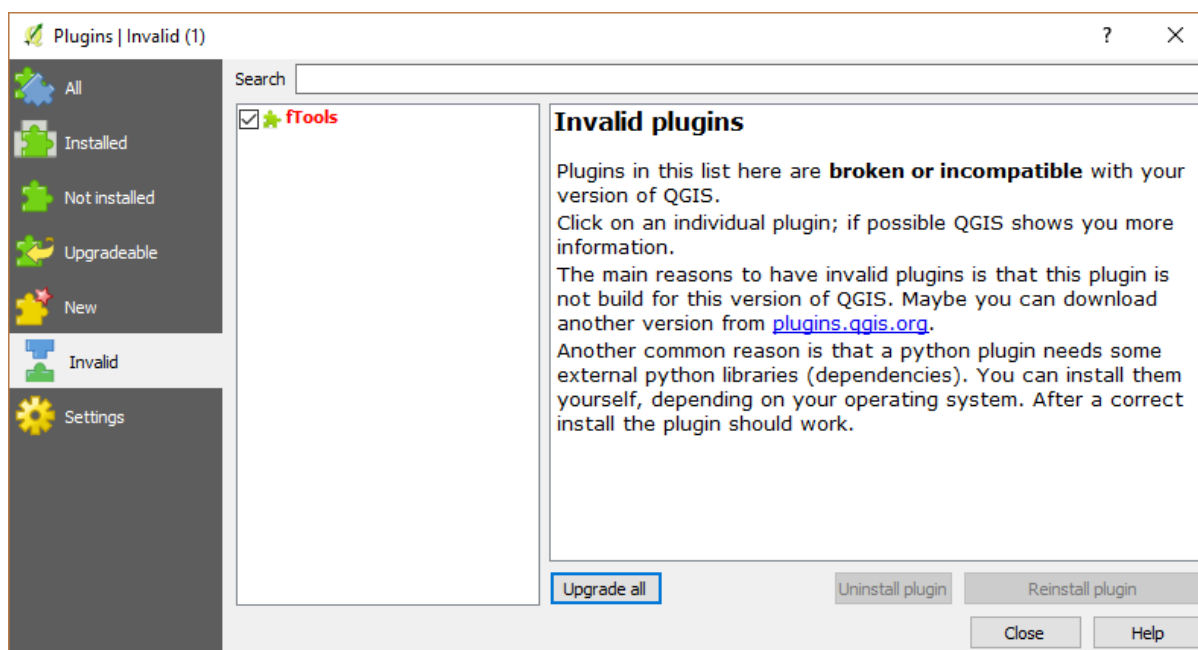 Plugins | Invalid (1)
?
All
Search
fTools
Installed
Not installed
Upgradeable
New
Invalid
Settings
Invalid plugins
Plugins in this list here are broken or incompatible with your
version of QGIS.
Click on an individual plugin; if possible QGIS shows you more
information.
The main reasons to have invalid plugins is that this plugin is
not build for this version of QGIS. Maybe you can download
another version from plugins.qgis.org.
Another common reason is that a python plugin needs some
external python libraries (dependencies). You can install them
yourself, depending on your operating system. After a correct
install the plugin should work.
Upgrade all
Uninstall plugin
Reinstall plugin
Close
Help